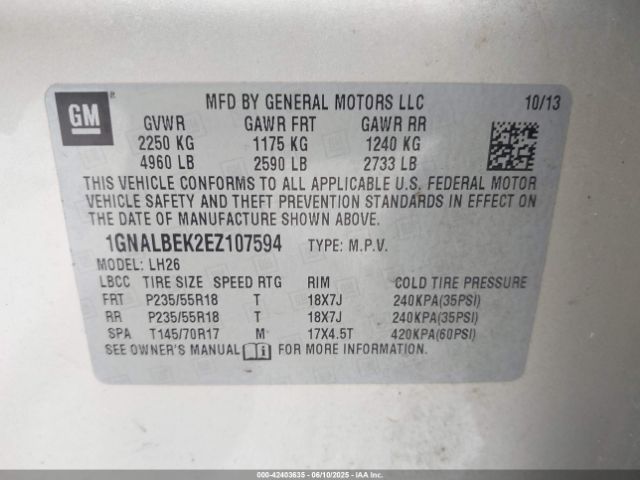 GM
MFD BY GENERAL MOTORS LLC 10/13
GVWR GAWR FRT GAWR RR
2250 KG 1175 KG 1240 KG
4960 LB 2590 LB 2733 LB
THIS VEHICLE CONFORMS TO ALL APPLICABLE U.S. FEDERAL MOTOR
VEHICLE SAFETY AND THEFT PREVENTION STANDARDS IN EFFECT ON
THE DATE OF MANUFACTURE SHOWN ABOVE.
1GNALBEK2EZ107594 TYPE: M.P.V.
MODEL: LH26
LBCC TIRE SIZE SPEED RTG RIM COLD TIRE PRESSURE
FRT P235/55R18 T 18X7J 240KPA(35PSI)
RR P235/55R18 T 18X7J 240KPA(35PSI)
SPA T145/70R17 M 17X4.5T 420KPA(60PSI)
SEE OWNER'S MANUAL i FOR MORE INFORMATION.
000-42403635 - 06/10/2025 - IAA Inc.